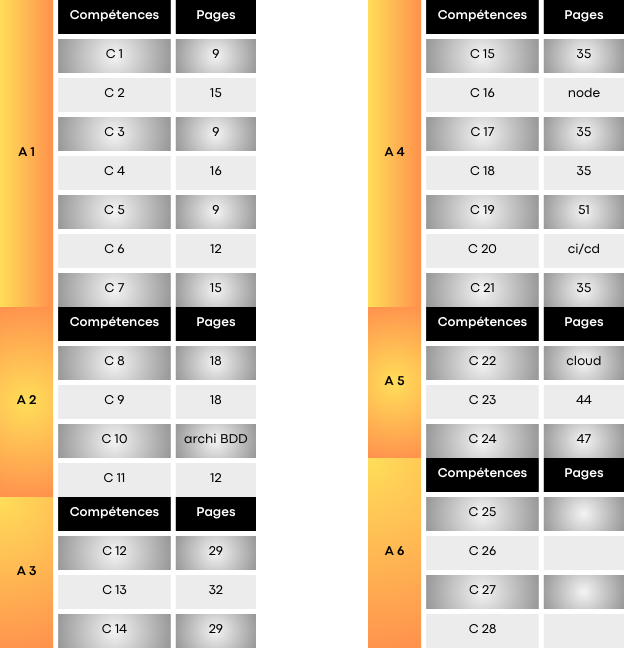 Compétences Pages
C 1 9
C 2 15
C 3 9
A 1
C 4 16
C 5 9
C 6 12
C 7 15
Compétences Pages
C 8 18
A 2
C 9 18
C 10 archi BDD
C 11 12
Compétences Pages
C 12 29
A 3
C 13 32
C 14 29
Compétences Pages
C 15 35
C 16 node
C 17 35
A 4
C 18 35
C 19 51
C 20 ci/cd
C 21 35
Compétences Pages
C 22 cloud
A 5
C 23 44
C 24 47
Compétences Pages
C 25
C 26
A 6
C 27
C 28